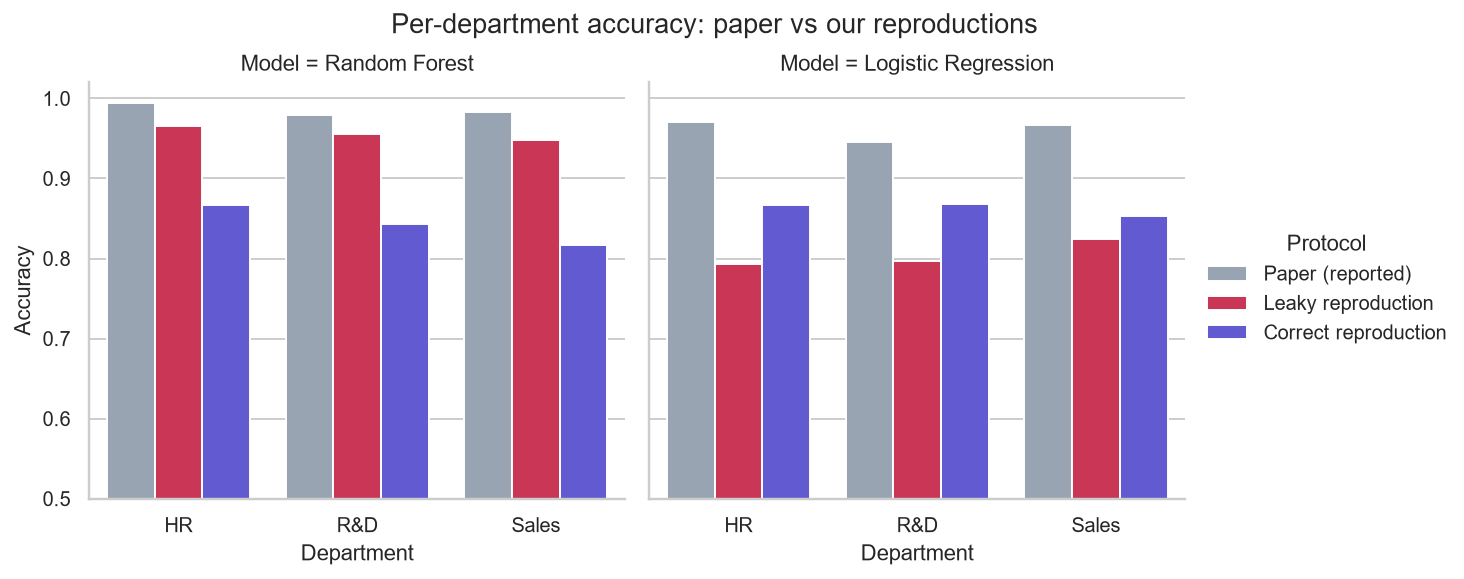 Per-department accuracy: paper vs our reproductions
Model = Random Forest
Model = Logistic Regression
1.0
0.9
0.8
0.7
0.6
0.5
Accuracy
HR R&D Sales
Department
HR R&D Sales
Department
Protocol
Paper (reported)
Leaky reproduction
Correct reproduction